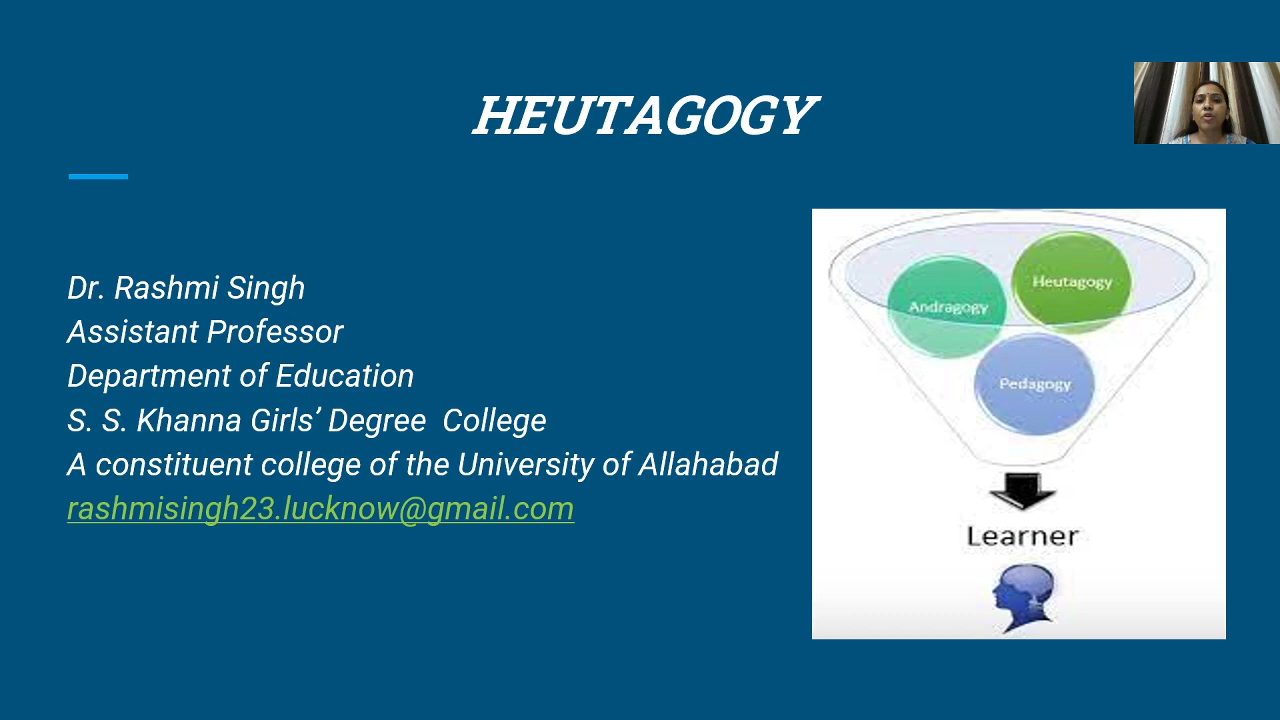 HEUTAGOGY
Dr. Rashmi Singh
Assistant Professor
Department of Education
S. S. Khanna Girls’ Degree  College
A constituent college of the University of Allahabad
rashmisingh23.lucknow@gmail.com
Heutagogy
Andragogy
Pedagogy
Learner